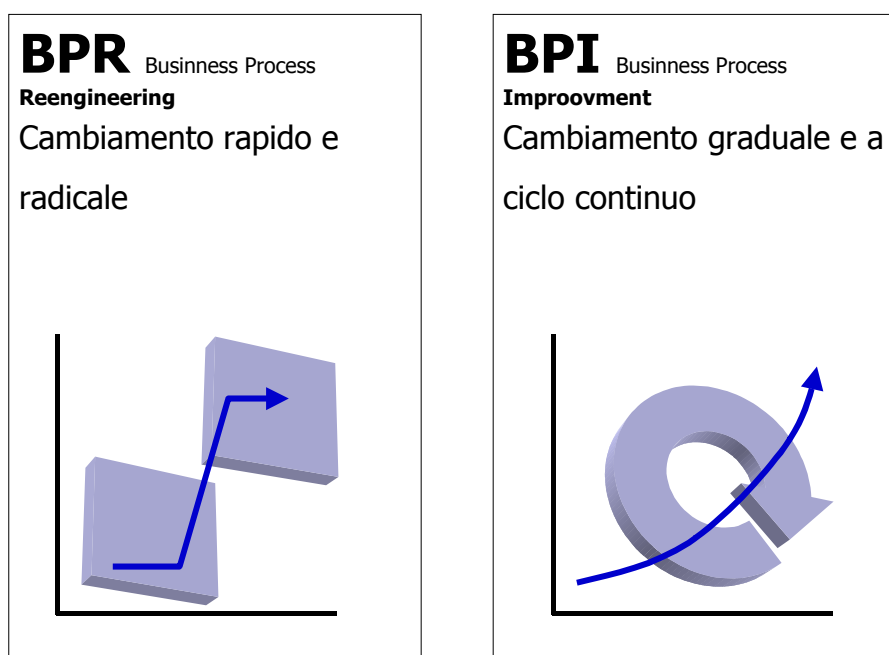 BPR Businness Process
Reengineering
Cambiamento rapido e
radicale
BPI Businness Process
Improovment
Cambiamento graduale e a
ciclo continuo